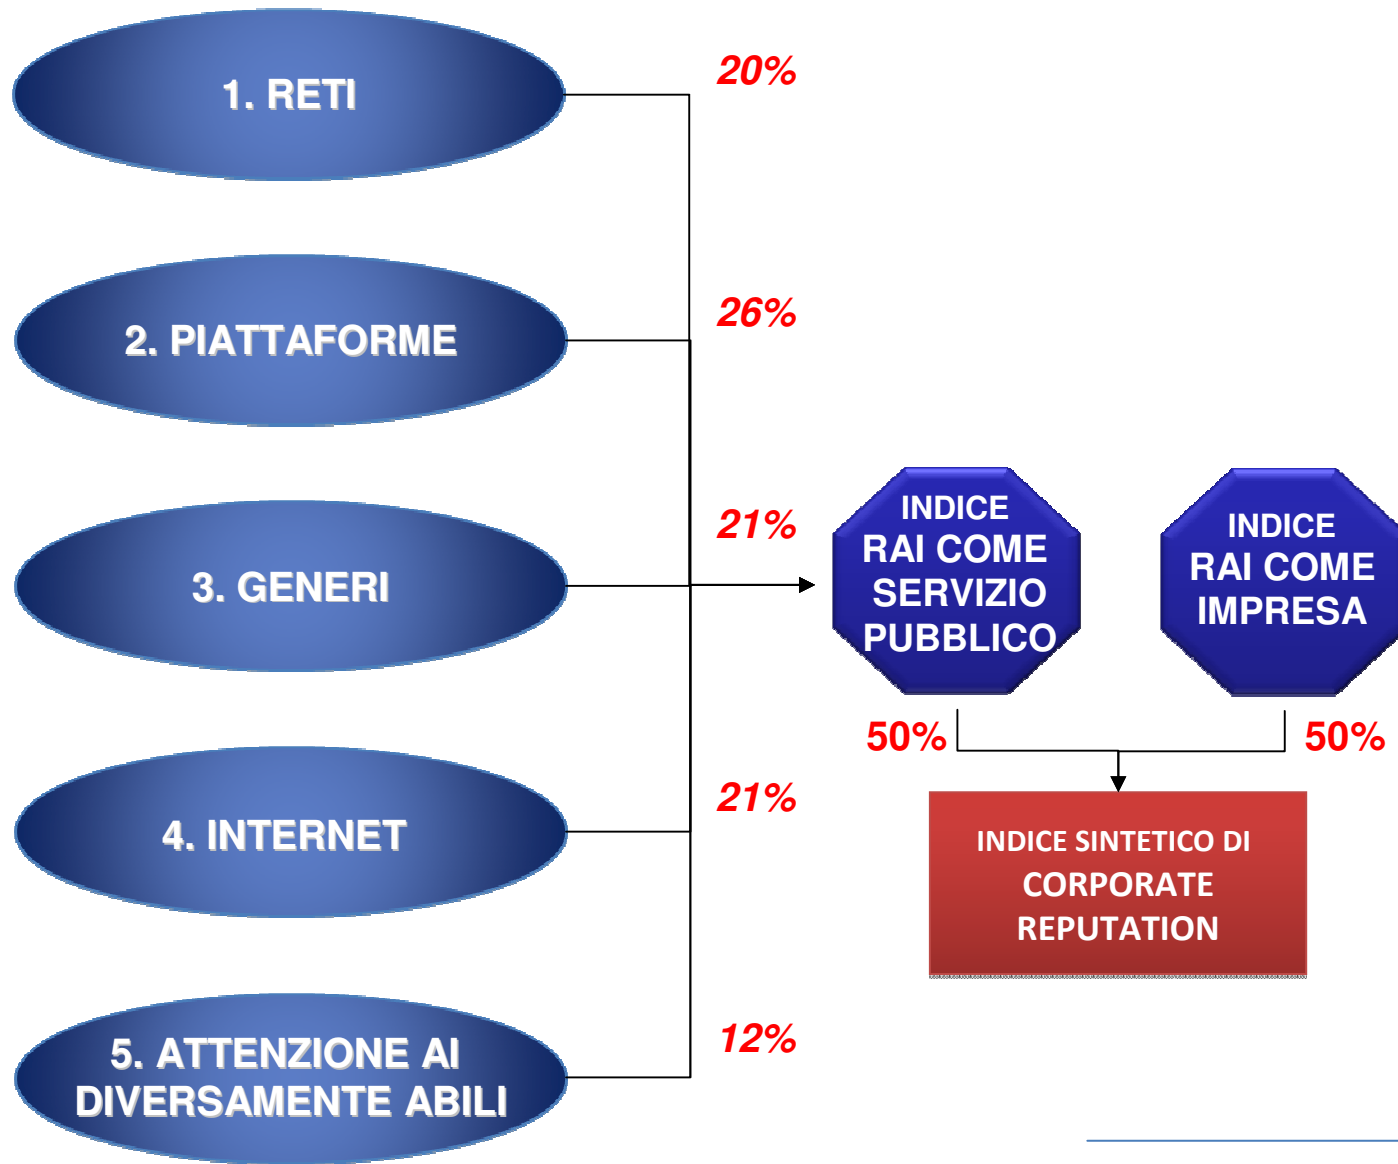 1. RETI
20%
2. PIATTAFORME
26%
3. GENERI
21%
4. INTERNET
21%
5. ATTENZIONE AI
DIVERSAMENTE ABILI
12%
INDICE
RAI COME
SERVIZIO
PUBBLICO
50%
INDICE
RAI COME
IMPRESA
50%
INDICE SINTETICO DI
CORPORATE
REPUTATION